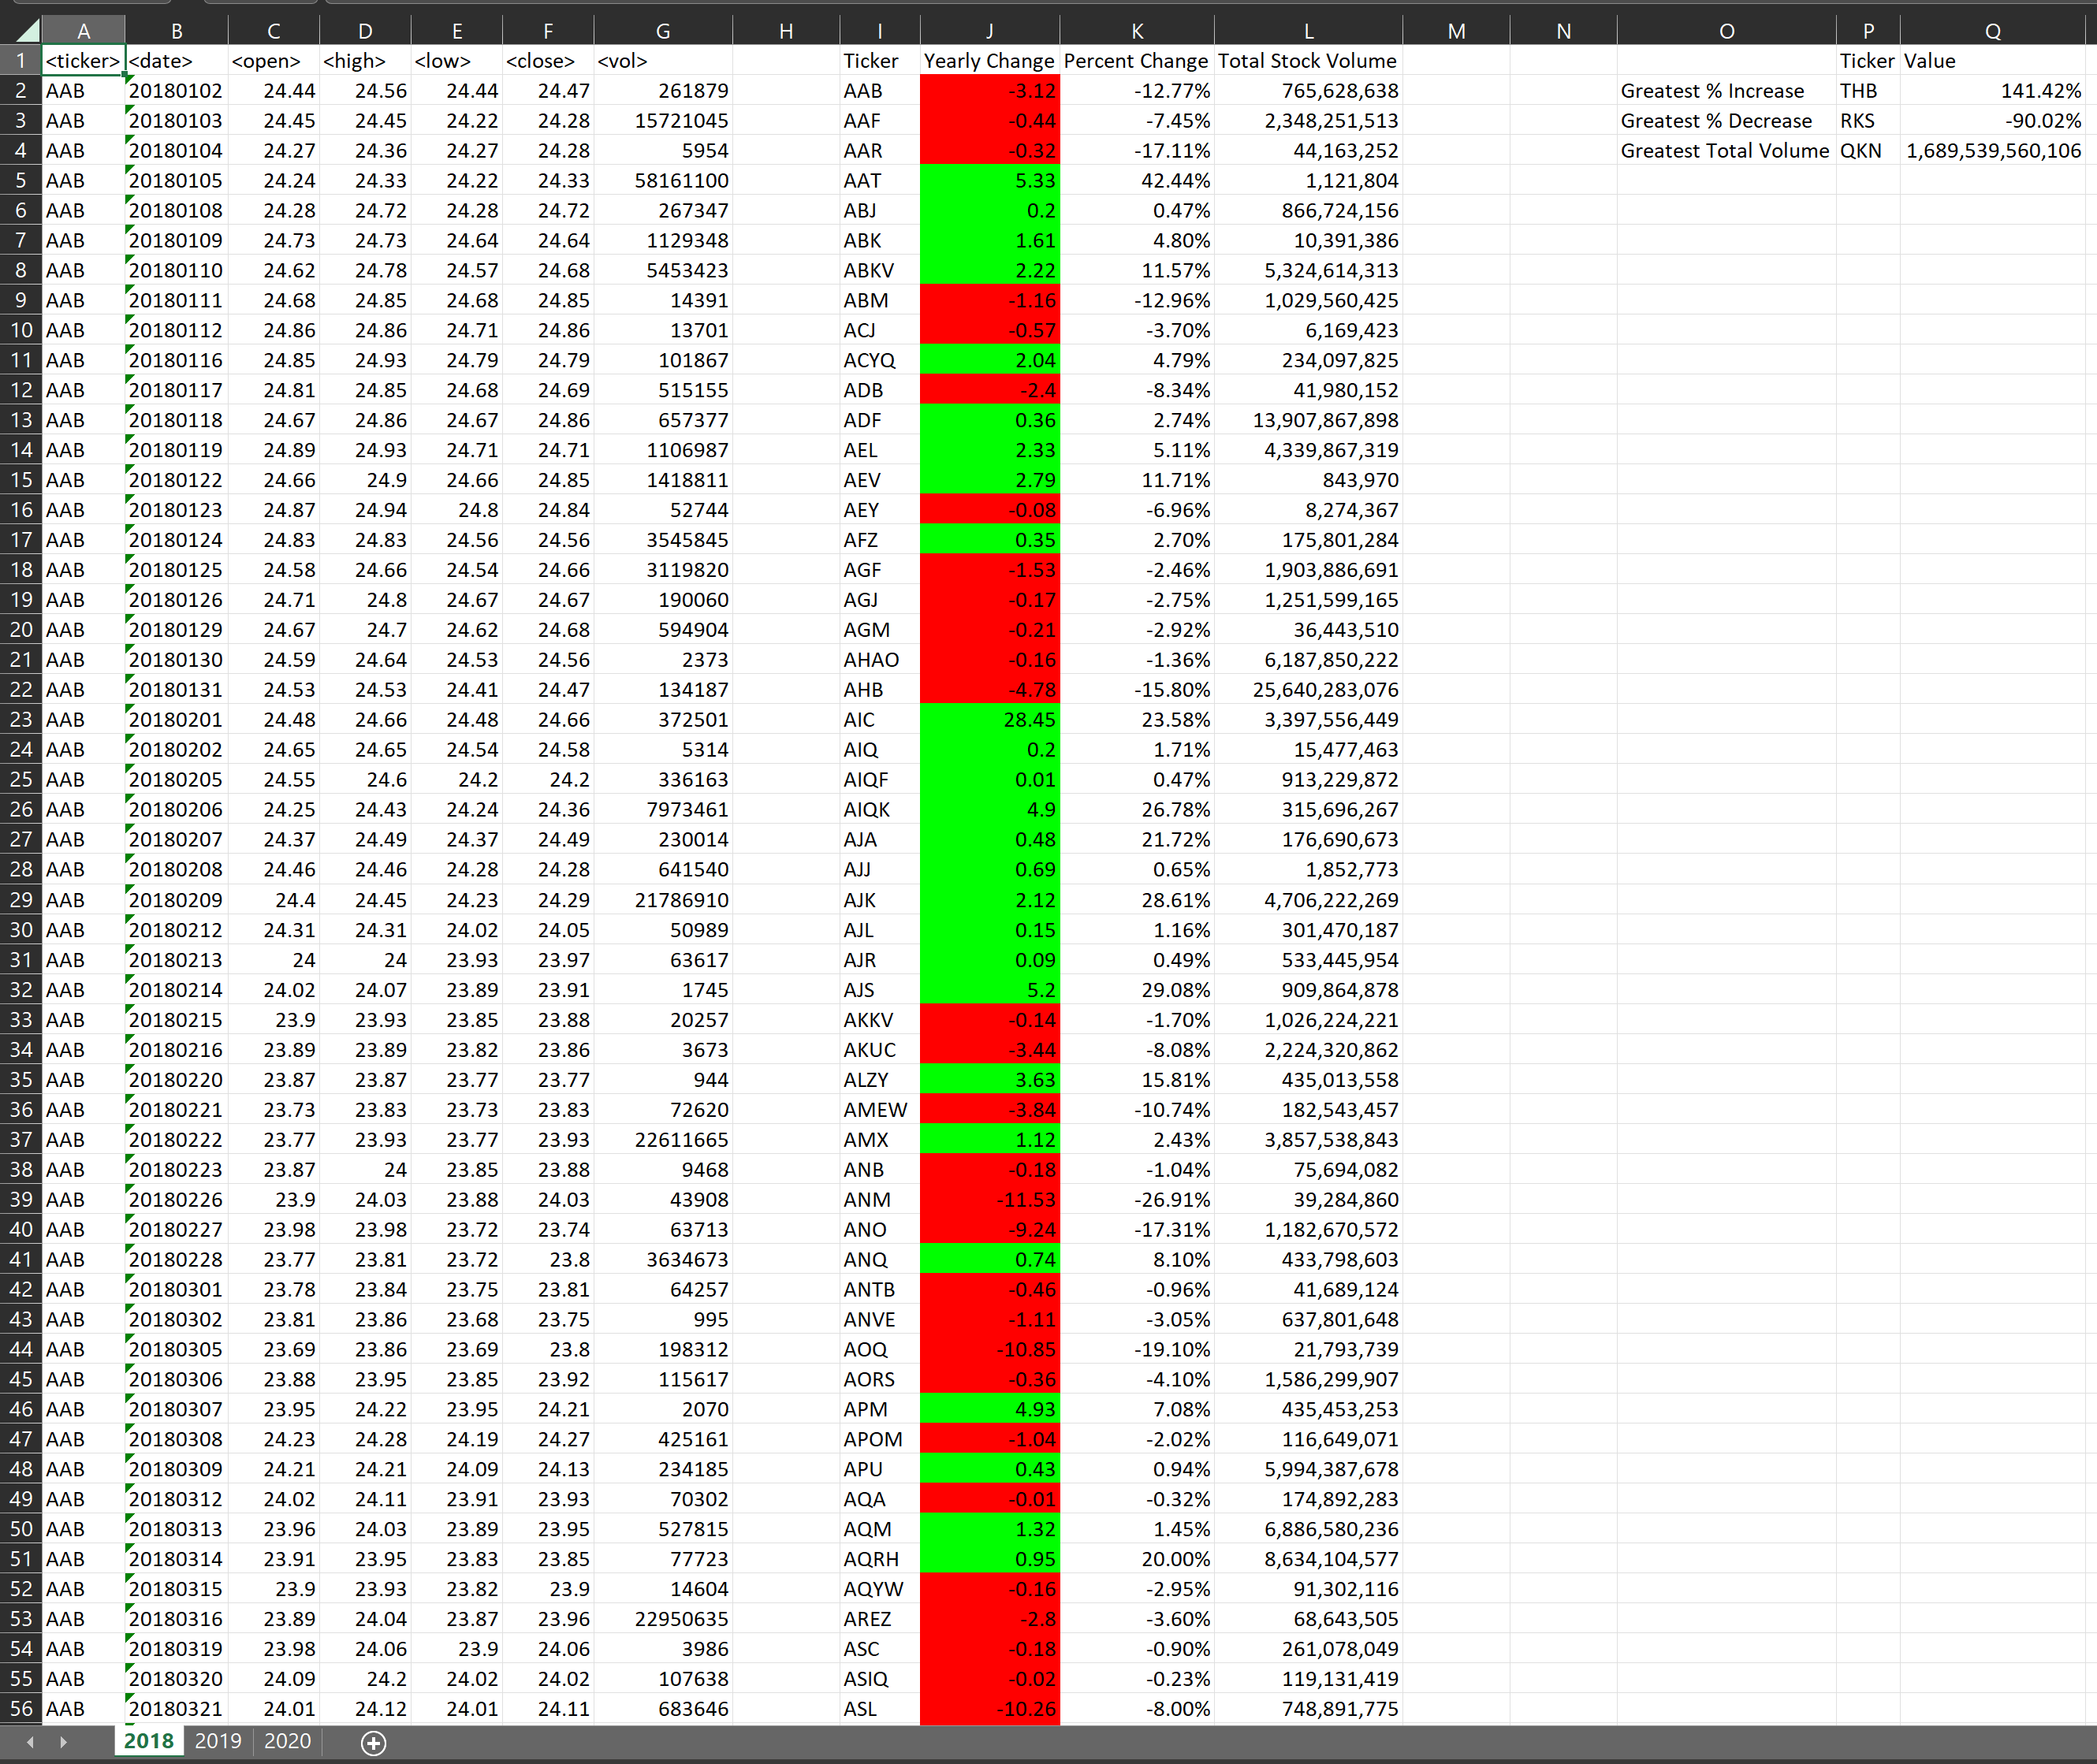 A B C D E F G H I J K L M N O P Q
1 <ticker> <date> <open> <high> <low> <close> <vol> Ticker Yearly Change Percent Change Total Stock Volume Ticker Value
2 AAB 20180102 24.44 24.56 24.44 24.47 261879 AAB -3.12 -12.77% 765,628,638 Greatest % Increase THB 141.42%
3 AAB 20180103 24.45 24.45 24.22 24.28 15721045 AAF -0.44 -7.45% 2,348,251,513 Greatest % Decrease RKS -90.02%
4 AAB 20180104 24.27 24.36 24.27 24.28 5954 AAR -0.32 -17.11% 44,163,252 Greatest Total Volume QKN 1,689,539,560,106
5 AAB 20180105 24.24 24.33 24.22 24.33 58161100 AAT 5.33 42.44% 1,121,804
6 AAB 20180108 24.28 24.72 24.28 24.72 267347 ABJ 0.2 0.47% 866,724,156
7 AAB 20180109 24.73 24.73 24.64 24.64 1129348 ABK 1.61 4.80% 10,391,386
8 AAB 20180110 24.62 24.78 24.57 24.68 5453423 ABKV 2.22 11.57% 5,324,614,313
9 AAB 20180111 24.68 24.85 24.68 24.85 14391 ABM -1.16 -12.96% 1,029,560,425
10 AAB 20180112 24.86 24.86 24.71 24.86 13701 ACJ -0.57 -3.70% 6,169,423
11 AAB 20180116 24.85 24.93 24.79 24.79 101867 ACYQ 2.04 4.79% 234,097,825
12 AAB 20180117 24.81 24.85 24.68 24.69 515155 ADB -2.4 -8.34% 41,980,152
13 AAB 20180118 24.67 24.86 24.67 24.86 657377 ADF 0.36 2.74% 13,907,867,898
14 AAB 20180119 24.89 24.93 24.71 24.71 1106987 AEL 2.33 5.11% 4,339,867,319
15 AAB 20180122 24.66 24.9 24.66 24.85 1418811 AEV 2.79 11.71% 843,970
16 AAB 20180123 24.87 24.94 24.8 24.84 52744 AEY -0.08 -6.96% 8,274,367
17 AAB 20180124 24.83 24.83 24.56 24.56 3545845 AFZ 0.35 2.70% 175,801,284
18 AAB 20180125 24.58 24.66 24.54 24.66 3119820 AGF -1.53 -2.46% 1,903,886,691
19 AAB 20180126 24.71 24.8 24.67 24.67 190060 AGJ -0.17 -2.75% 1,251,599,165
20 AAB 20180129 24.67 24.7 24.62 24.68 594904 AGM -0.21 -2.92% 36,443,510
21 AAB 20180130 24.59 24.64 24.53 24.56 2373 AHAO -0.16 -1.36% 6,187,850,222
22 AAB 20180131 24.53 24.53 24.41 24.47 134187 AHB -4.78 -15.80% 25,640,283,076
23 AAB 20180201 24.48 24.66 24.48 24.66 372501 AIC 28.45 23.58% 3,397,556,449
24 AAB 20180202 24.65 24.65 24.54 24.58 5314 AIQ 0.2 1.71% 15,477,463
25 AAB 20180205 24.55 24.6 24.2 24.2 336163 AIQF 0.01 0.47% 913,229,872
26 AAB 20180206 24.25 24.43 24.24 24.36 7973461 AIQK 4.9 26.78% 315,696,267
27 AAB 20180207 24.37 24.49 24.37 24.49 230014 AJA 0.48 21.72% 176,690,673
28 AAB 20180208 24.46 24.46 24.28 24.28 641540 AJJ 0.69 0.65% 1,852,773
29 AAB 20180209 24.4 24.45 24.23 24.29 21786910 AJK 2.12 28.61% 4,706,222,269
30 AAB 20180212 24.31 24.31 24.02 24.05 50989 AJL 0.15 1.16% 301,470,187
31 AAB 20180213 24 24 23.93 23.97 63617 AJR 0.09 0.49% 533,445,954
32 AAB 20180214 24.02 24.07 23.89 23.91 1745 AJS 5.2 29.08% 909,864,878
33 AAB 20180215 23.9 23.93 23.85 23.88 20257 AKKV -0.14 -1.70% 1,026,224,221
34 AAB 20180216 23.89 23.89 23.82 23.86 3673 AKUC -3.44 -8.08% 2,224,320,862
35 AAB 20180220 23.87 23.87 23.77 23.77 944 ALZY 3.63 15.81% 435,013,558
36 AAB 20180221 23.73 23.83 23.73 23.83 72620 AMEW -3.84 -10.74% 182,543,457
37 AAB 20180222 23.77 23.93 23.77 23.93 22611665 AMX 1.12 2.43% 3,857,538,843
38 AAB 20180223 23.87 24 23.85 23.88 9468 ANB -0.18 -1.04% 75,694,082
39 AAB 20180226 23.9 24.03 23.88 24.03 43908 ANM -11.53 -26.91% 39,284,860
40 AAB 20180227 23.98 23.98 23.72 23.74 63713 ANO -9.24 -17.31% 1,182,670,572
41 AAB 20180228 23.77 23.81 23.72 23.8 3634673 ANQ 0.74 8.10% 433,798,603
42 AAB 20180301 23.78 23.84 23.75 23.81 64257 ANTB -0.46 -0.96% 41,689,124
43 AAB 20180302 23.81 23.86 23.68 23.75 995 ANVE -1.11 -3.05% 637,801,648
44 AAB 20180305 23.69 23.86 23.69 23.8 198312 AOQ -10.85 -19.10% 21,793,739
45 AAB 20180306 23.88 23.95 23.85 23.92 115617 AORS -0.36 -4.10% 1,586,299,907
46 AAB 20180307 23.95 24.22 23.95 24.21 2070 APM 4.93 7.08% 435,453,253
47 AAB 20180308 24.23 24.28 24.19 24.27 425161 APOM -1.04 -2.02% 116,649,071
48 AAB 20180309 24.21 24.21 24.09 24.13 234185 APU 0.43 0.94% 5,994,387,678
49 AAB 20180312 24.02 24.11 23.91 23.93 70302 AQA -0.01 -0.32% 174,892,283
50 AAB 20180313 23.96 24.03 23.89 23.95 527815 AQM 1.32 1.45% 6,886,580,236
51 AAB 20180314 23.91 23.95 23.83 23.85 77723 AQRH 0.95 20.00% 8,634,104,577
52 AAB 20180315 23.9 23.93 23.82 23.9 14604 AQYW -0.16 -2.95% 91,302,116
53 AAB 20180316 23.89 24.04 23.87 23.96 22950635 AREZ -2.8 -3.60% 68,643,505
54 AAB 20180319 23.98 24.06 23.9 24.06 3986 ASC -0.18 -0.90% 261,078,049
55 AAB 20180320 24.09 24.2 24.02 24.02 107638 ASIQ -0.02 -0.23% 119,131,419
56 AAB 20180321 24.01 24.12 24.01 24.11 683646 ASL -10.26 -8.00% 748,891,775
2018 2019 2020